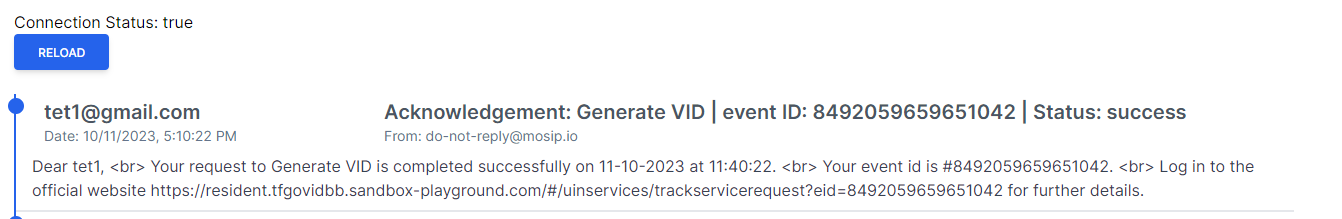 Connection Status: true
RELOAD
tet1@gmail.com
Acknowledgement: Generate VID | event ID: 8492059659651042 | Status: success
Date: 10/11/2023, 5:10:22 PM
From: do-not-reply@mosip.io
Dear tet1, <br> Your request to Generate VID is completed successfully on 11-10-2023 at 11:40:22. <br> Your event id is #8492059659651042. <br> Log in to the
official website https://resident.tfgovidbb.sandbox-playground.com/#/uinservices/trackservicerequest?eid=8492059659651042 for further details.